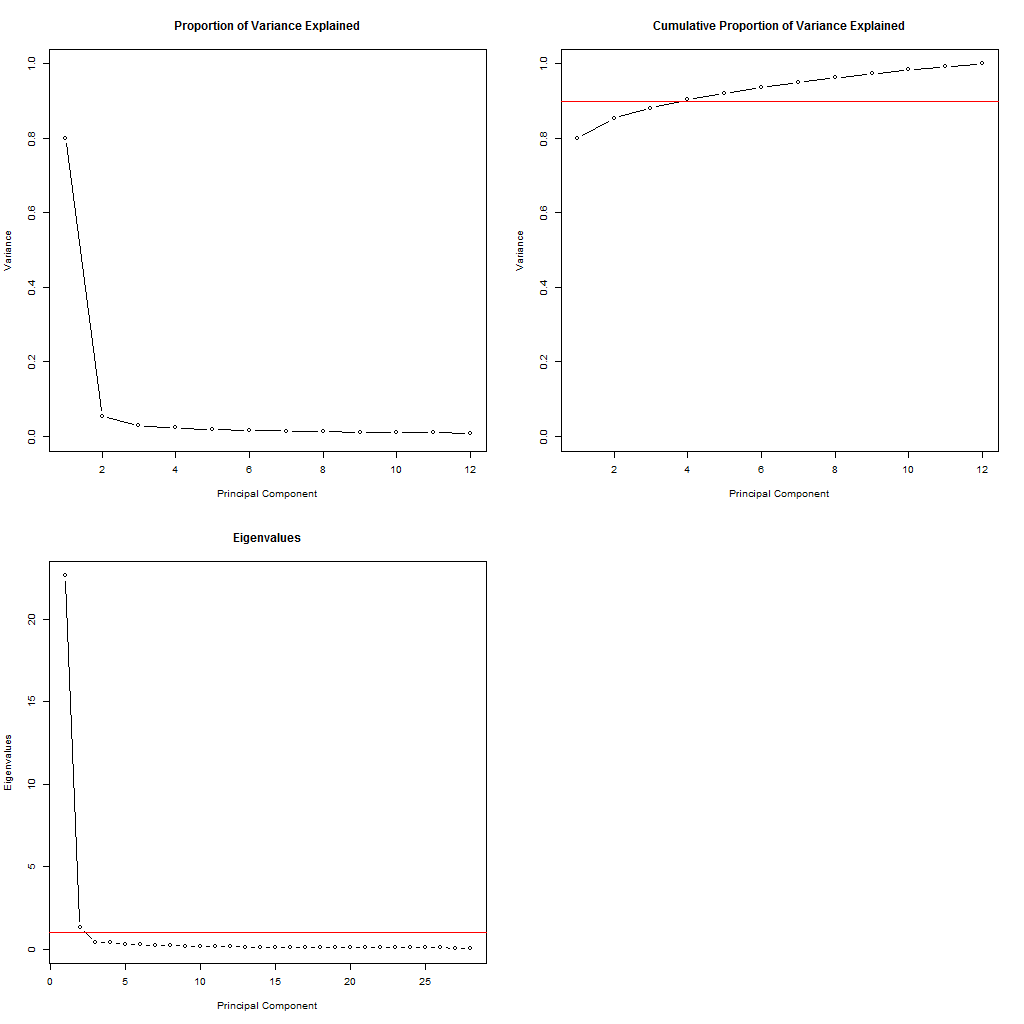 Proportion of Variance Explained
Variance
0.0 0.2 0.4 0.6 0.8 1.0
2 4 6 8 10 12
Principal Component
Cumulative Proportion of Variance Explained
Variance
0.0 0.2 0.4 0.6 0.8 1.0
2 4 6 8 10 12
Principal Component
Eigenvalues
Eigenvalues
0 5 10 15 20
0 5 10 15 20 25
Principal Component